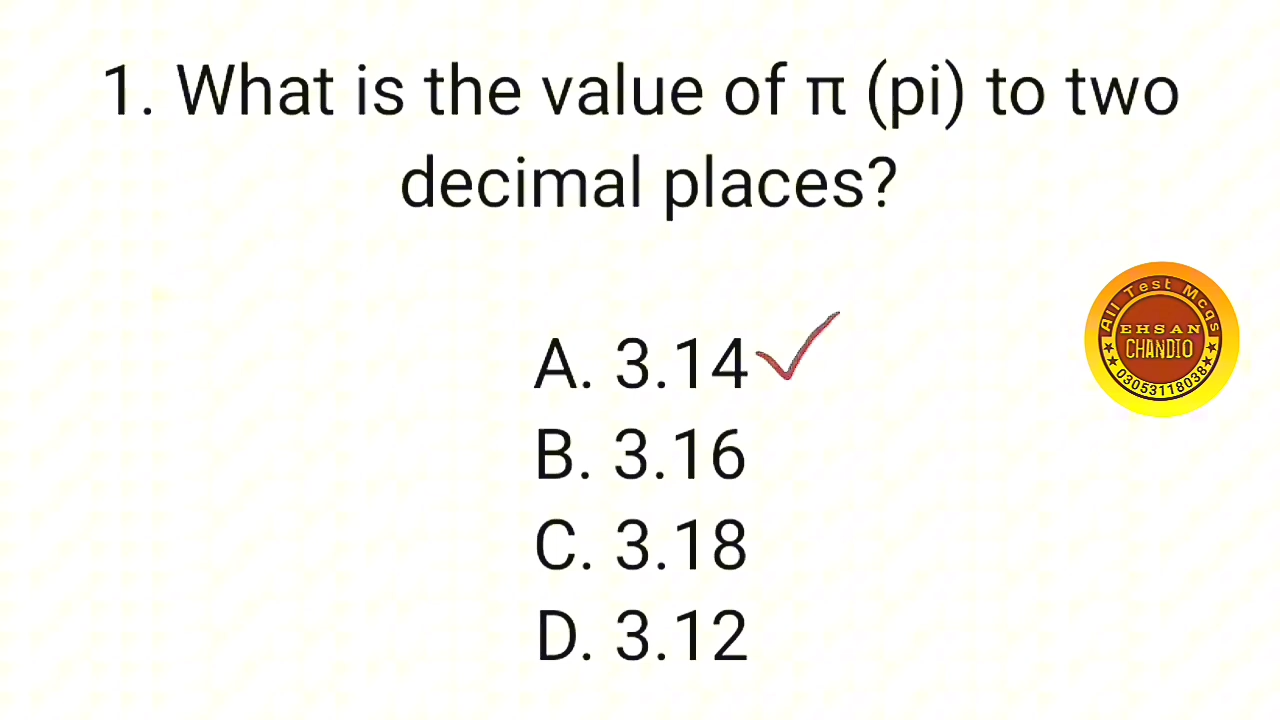 1. What is the value of π (pi) to two
decimal places?
A. 3.14
B. 3.16
C. 3.18
D. 3.12
All Test Mcqs
EHSAN
CHANDIO
03053118038